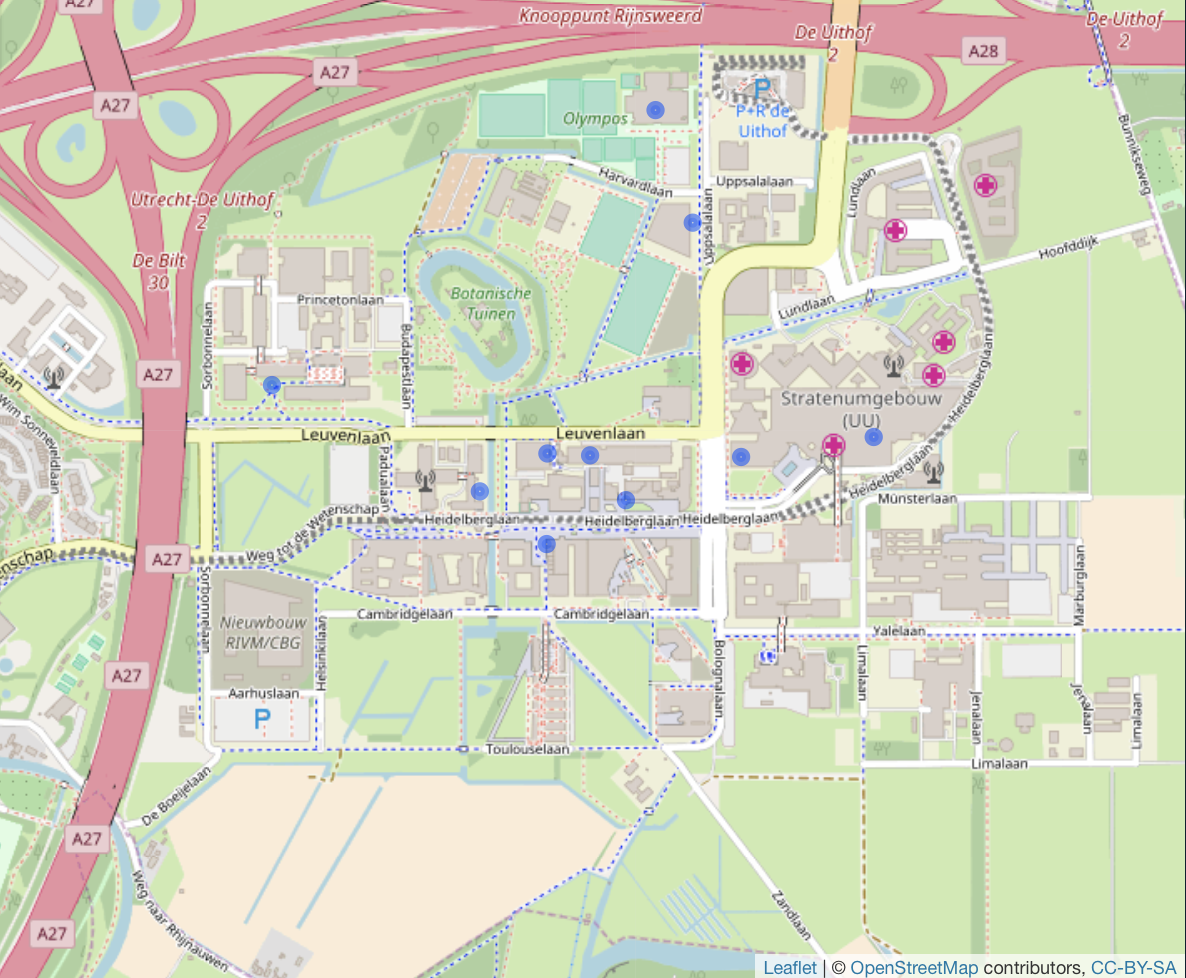 A27
Knooppunt Rijnsweerd
De Uithof
2
De Uithof
2
A28
A27
A27
P
P+R de
Uithof
Olympos
Bunnikseweg
Harvardlaan
Uppsalalaan
Lundlaan
Uppsalalaan
Utrecht-De Uithof
2
De Bilt
30
Hoofddijk
Botanische
Tuinen
Princetonlaan
Lundlaan
Sorbonnelaan
Budapestlaan
Heidelberglaan
A27
laan
Wim Sonneveldlaan
Stratenumgebouw
(UU)
Leuvenlaan
Leuvenlaan
Padualaan
Heidelberglaan
Münsterlaan
Weg tot de Wetenschap
Heidelberglaan
Heidelberglaan
Heidelberglaan
enschap
A27
Marburglaan
Sorbonnelaan
Cambridgelaan
Cambridgelaan
Nieuwbouw
RIVM/CBG
Helsinkilaan
Yalelaan
Bolognalaan
Limalaan
A27
Aarhuslaan
P
Jenalaan
Jenalaan
Limalaan
Toulouselaan
Limalaan
De Boeijelaan
A27
Weg naar Rhijnauwen
Zandlaan
A27
Leaflet | © OpenStreetMap contributors, CC-BY-SA